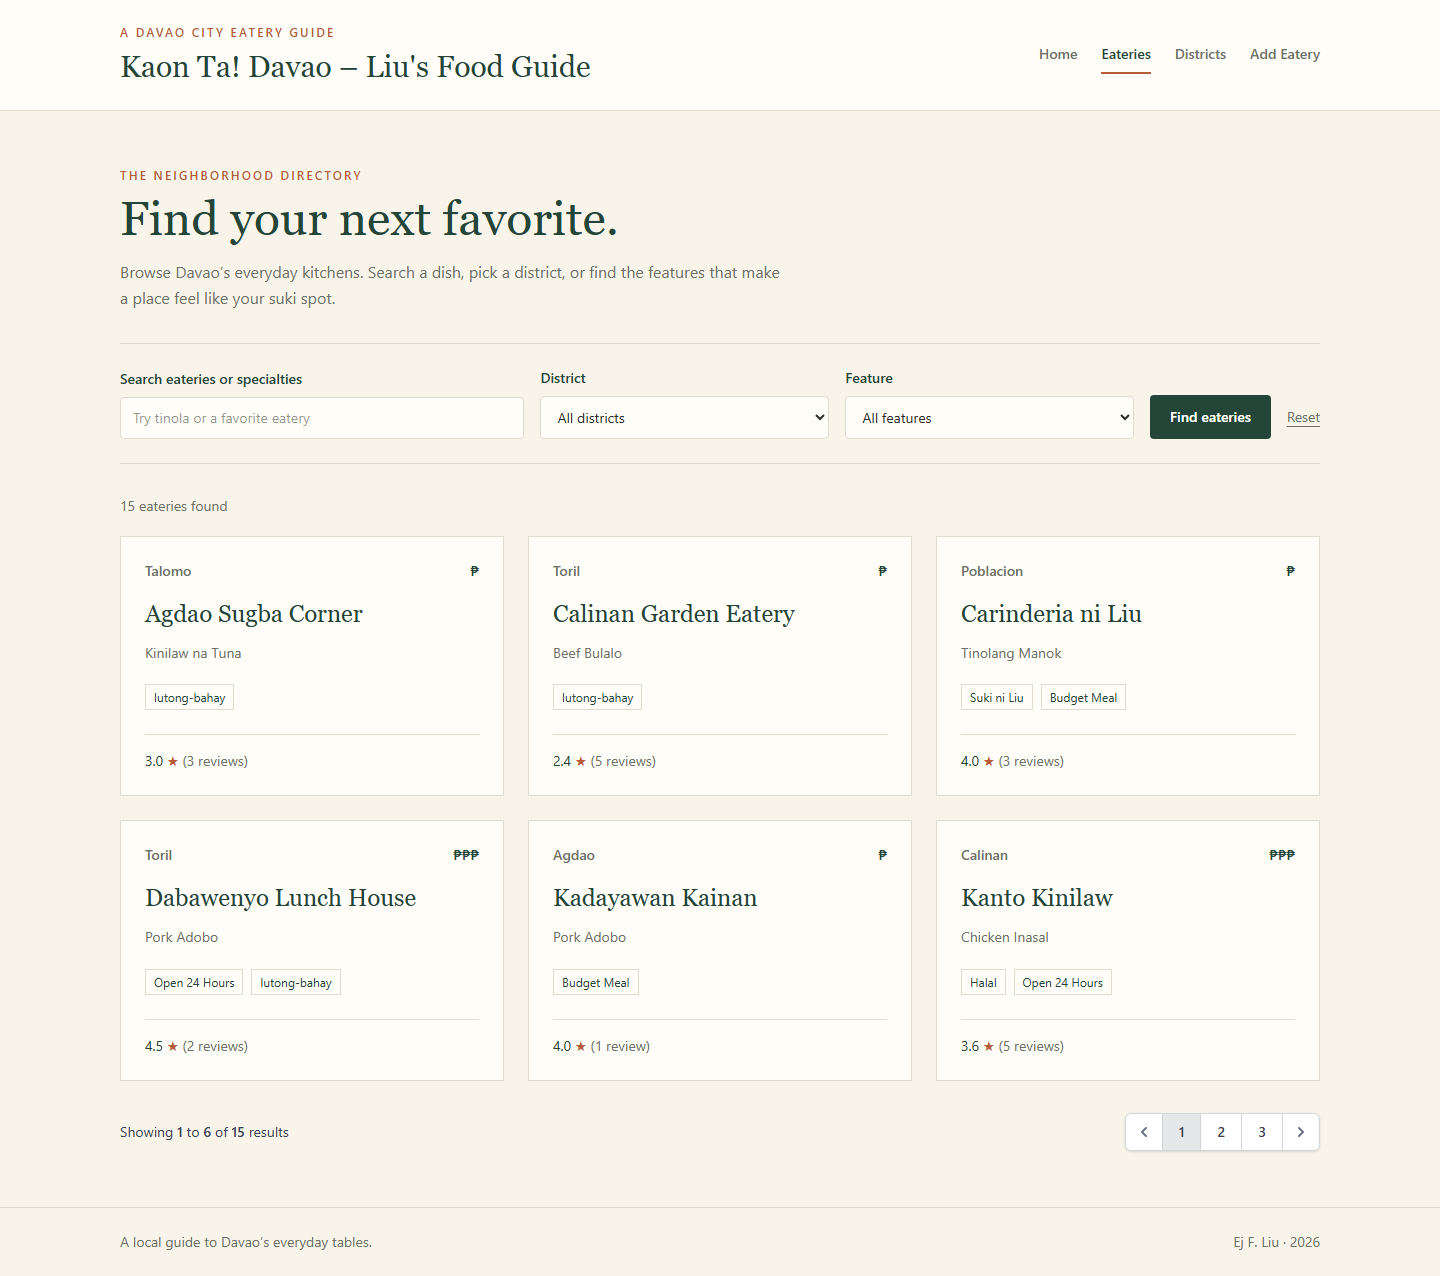 A DAVAO CITY EATERY GUIDE
Kaon Ta! Davao – Liu's Food Guide
Home Eateries Districts Add Eatery
THE NEIGHBORHOOD DIRECTORY
Find your next favorite.
Browse Davao’s everyday kitchens. Search a dish, pick a district, or find the features that make
a place feel like your suki spot.
Search eateries or specialties District Feature
Try tinola or a favorite eatery All districts All features Find eateries Reset
15 eateries found
Talomo ₱
Agdao Sugba Corner
Kinilaw na Tuna
lutong-bahay
3.0 ★ (3 reviews)
Toril ₱
Calinan Garden Eatery
Beef Bulalo
lutong-bahay
2.4 ★ (5 reviews)
Poblacion ₱
Carinderia ni Liu
Tinolang Manok
Suki ni Liu Budget Meal
4.0 ★ (3 reviews)
Toril ₱₱₱
Dabawenyo Lunch House
Pork Adobo
Open 24 Hours lutong-bahay
4.5 ★ (2 reviews)
Agdao ₱
Kadayawan Kainan
Pork Adobo
Budget Meal
4.0 ★ (1 review)
Calinan ₱₱₱
Kanto Kinilaw
Chicken Inasal
Halal Open 24 Hours
3.6 ★ (5 reviews)
Showing 1 to 6 of 15 results
1 2 3
A local guide to Davao’s everyday tables.
Ej F. Liu · 2026